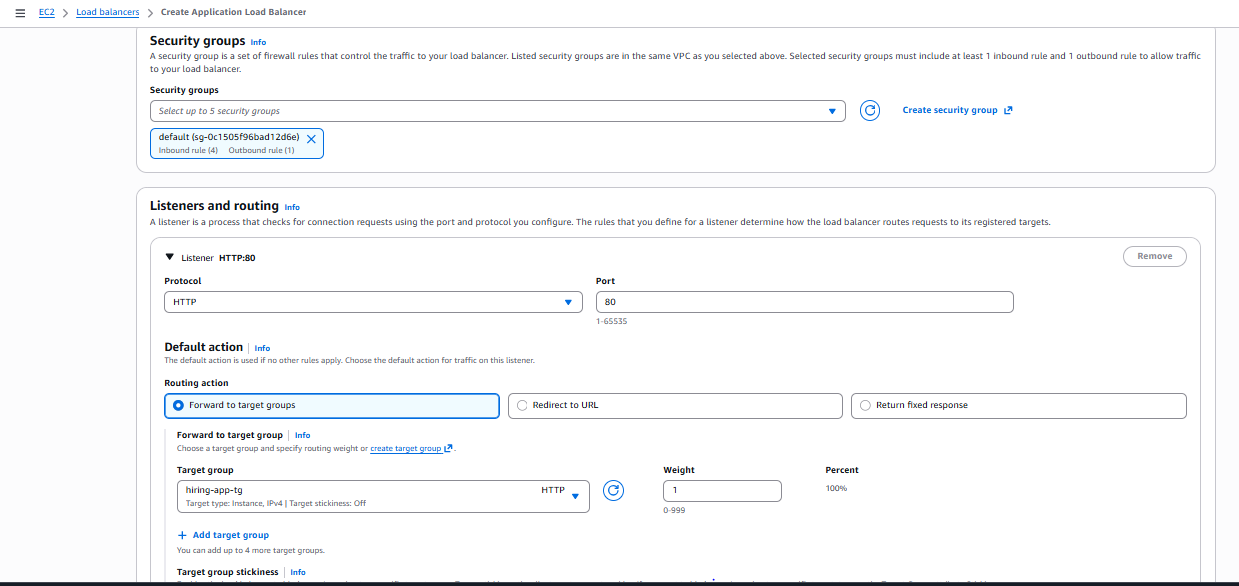 EC2 > Load balancers > Create Application Load Balancer
Security groups Info
A security group is a set of firewall rules that control the traffic to your load balancer. Listed security groups are in the same VPC as you selected above. Selected security groups must include at least 1 inbound rule and 1 outbound rule to allow traffic
to your load balancer.
Security groups
Select up to 5 security groups
Create security group
default (sg-0c1505f96bad12d6e)
Inbound rule (4) Outbound rule (1)
Listeners and routing Info
A listener is a process that checks for connection requests using the port and protocol you configure. The rules that you define for a listener determine how the load balancer routes requests to its registered targets.
Listener HTTP:80
Remove
Protocol Port
HTTP 80
1-65535
Default action | Info
The default action is used if no other rules apply. Choose the default action for traffic on this listener.
Routing action
Forward to target groups Redirect to URL Return fixed response
Forward to target group | Info
Choose a target group and specify routing weight or create target group.
Target group Weight Percent
hiring-app-tg HTTP 1 100%
Target type: Instance, IPv4 | Target stickiness: Off
0-999
+ Add target group
You can add up to 4 more target groups.
Target group stickiness | Info